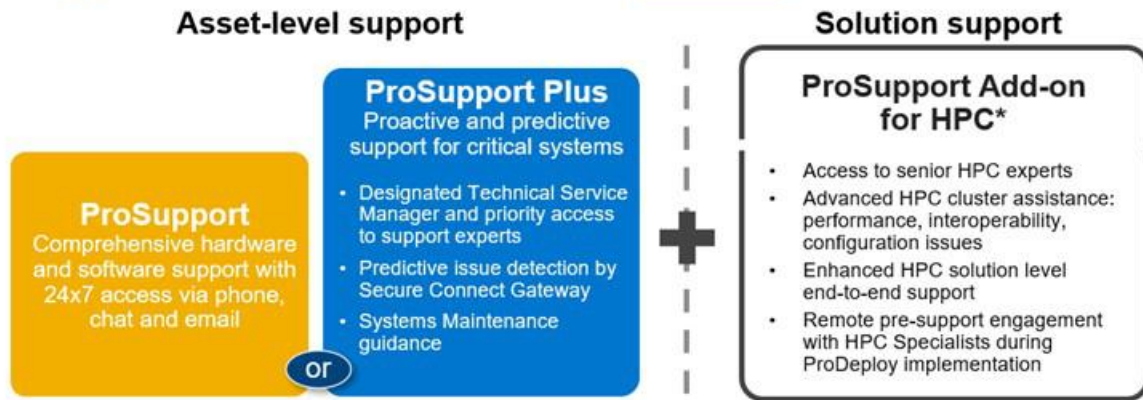 Asset-level support
Solution support
ProSupport
Comprehensive hardware
and software support with
24x7 access via phone,
chat and email
or
ProSupport Plus
Proactive and predictive
support for critical systems
• Designated Technical Service
Manager and priority access
to support experts
• Predictive issue detection by
Secure Connect Gateway
• Systems Maintenance
guidance
ProSupport Add-on
for HPC*
• Access to senior HPC experts
• Advanced HPC cluster assistance:
performance, interoperability,
configuration issues
• Enhanced HPC solution level
end-to-end support
• Remote pre-support engagement
with HPC Specialists during
ProDeploy implementation